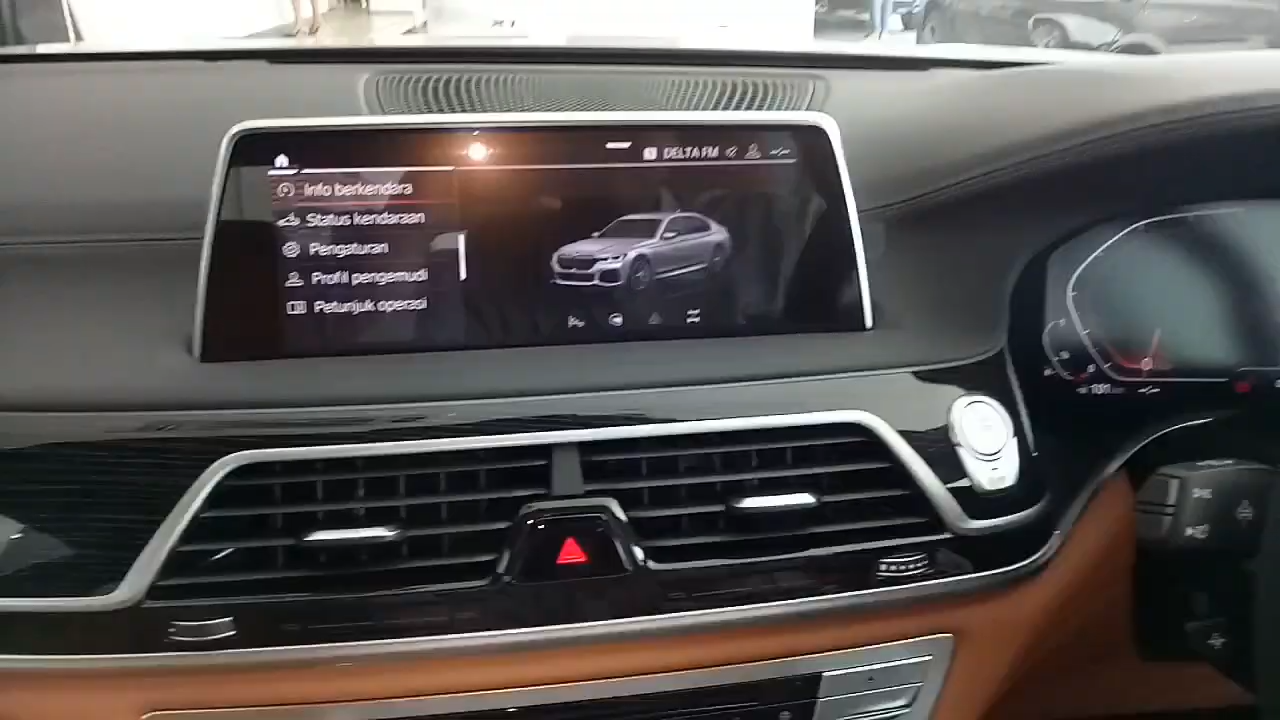 DELTA FM
Info berkendara
Status kendaraan
Pengaturan
Profil pengemudi
Petunjuk operasi